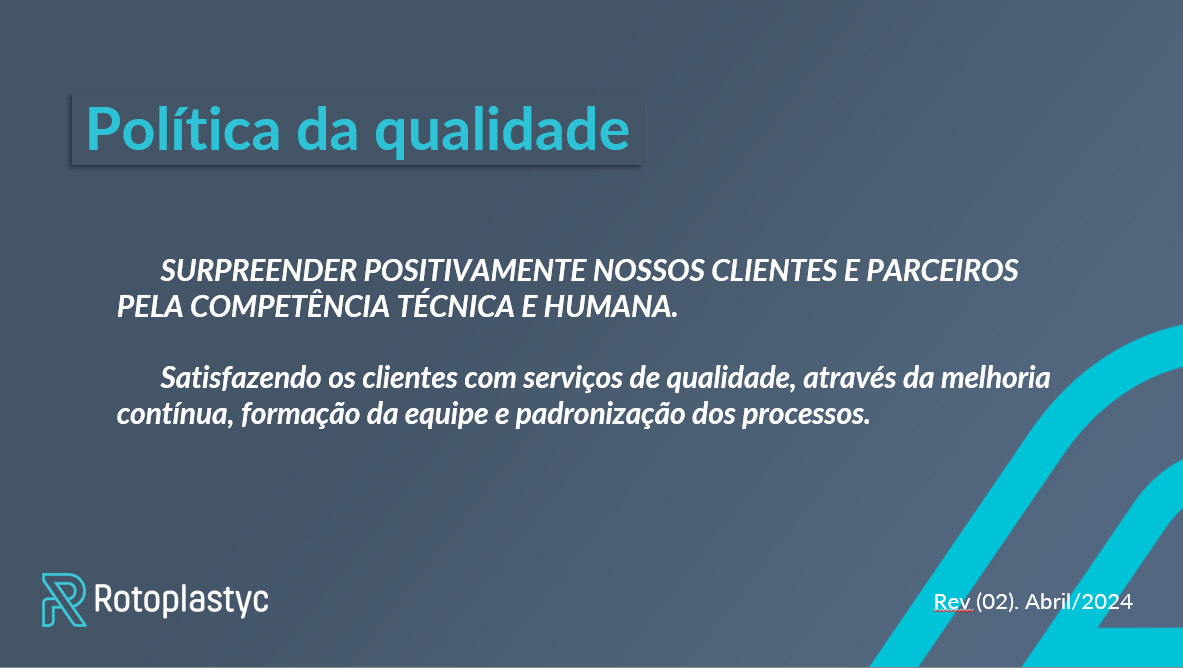 Política da qualidade
SURPREENDER POSITIVAMENTE NOSSOS CLIENTES E PARCEIROS
PELA COMPETÊNCIA TÉCNICA E HUMANA.
Satisfazendo os clientes com serviços de qualidade, através da melhoria
contínua, formação da equipe e padronização dos processos.
Rotoplastyc
Rev (02). Abril/2024